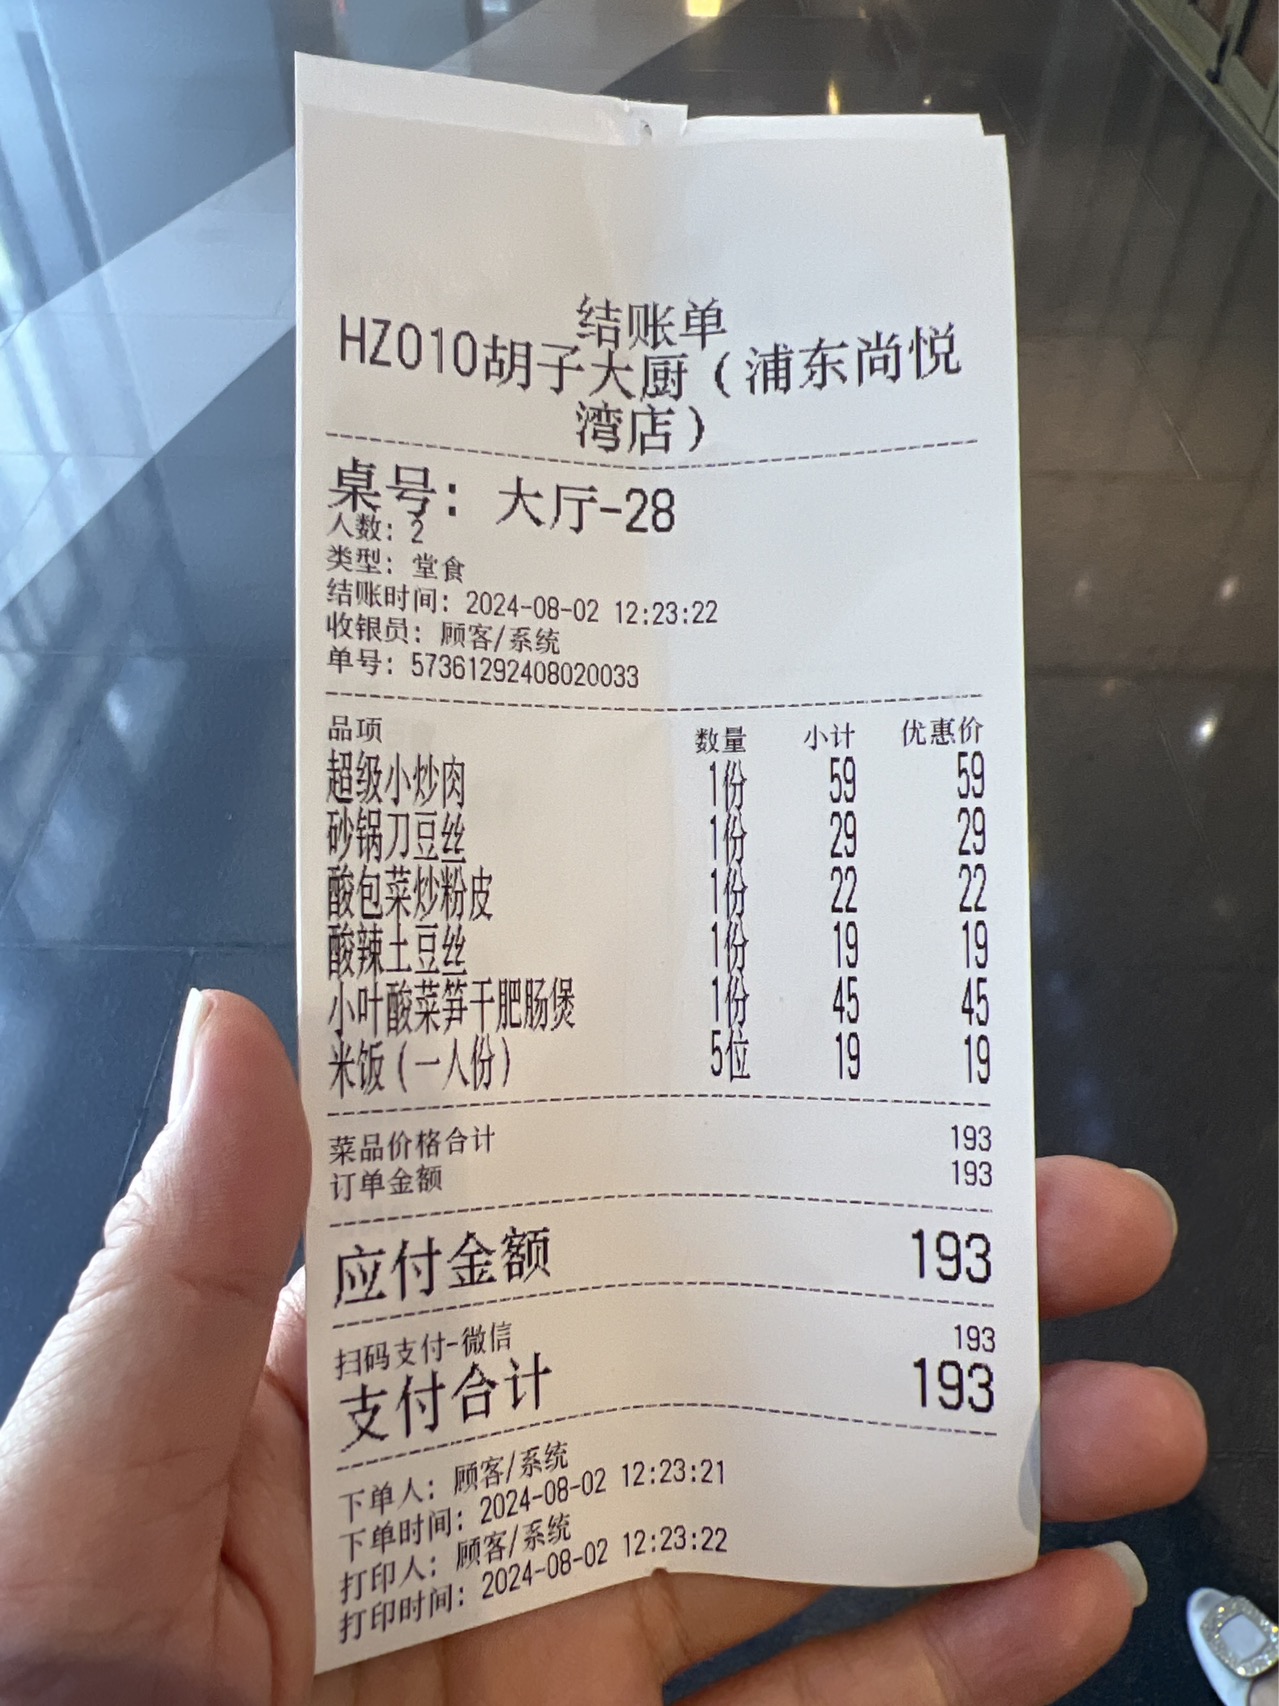 结账单
HZ010胡子大厨（浦东尚悦
湾店）
桌号：大厅-28
人数：2
类型：堂食
结账时间：2024-08-02 12:23:22
收银员：顾客/系统
单号：57361292408020033
品项 数量 小计 优惠价
超级小炒肉 1份 59 59
砂锅刀豆丝 1份 29 29
酸包菜炒粉皮 1份 22 22
酸辣土豆丝 1份 19 19
小叶酸菜笋干肥肠煲 1份 45 45
米饭（一人份） 5位 19 19
菜品价格合计 193
订单金额 193
应付金额 193
扫码支付-微信 193
支付合计 193
下单人：顾客/系统
下单时间：2024-08-02 12:23:21
打印人：顾客/系统
打印时间：2024-08-02 12:23:22